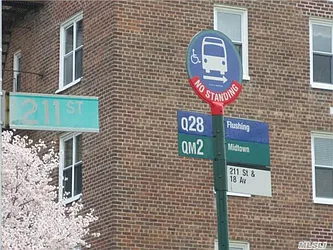 211 ST
NO STANDING
Q28 Flushing
QM2 Midtown
211 St &
18 Av